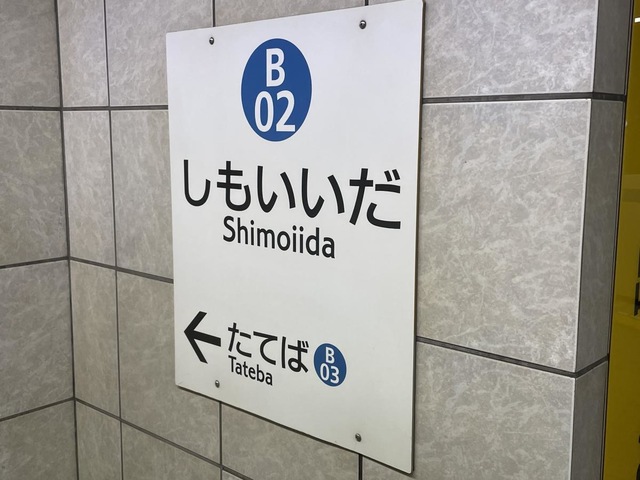 B
02
しもいいだ
Shimoiida
← たてば B 03
Tateba